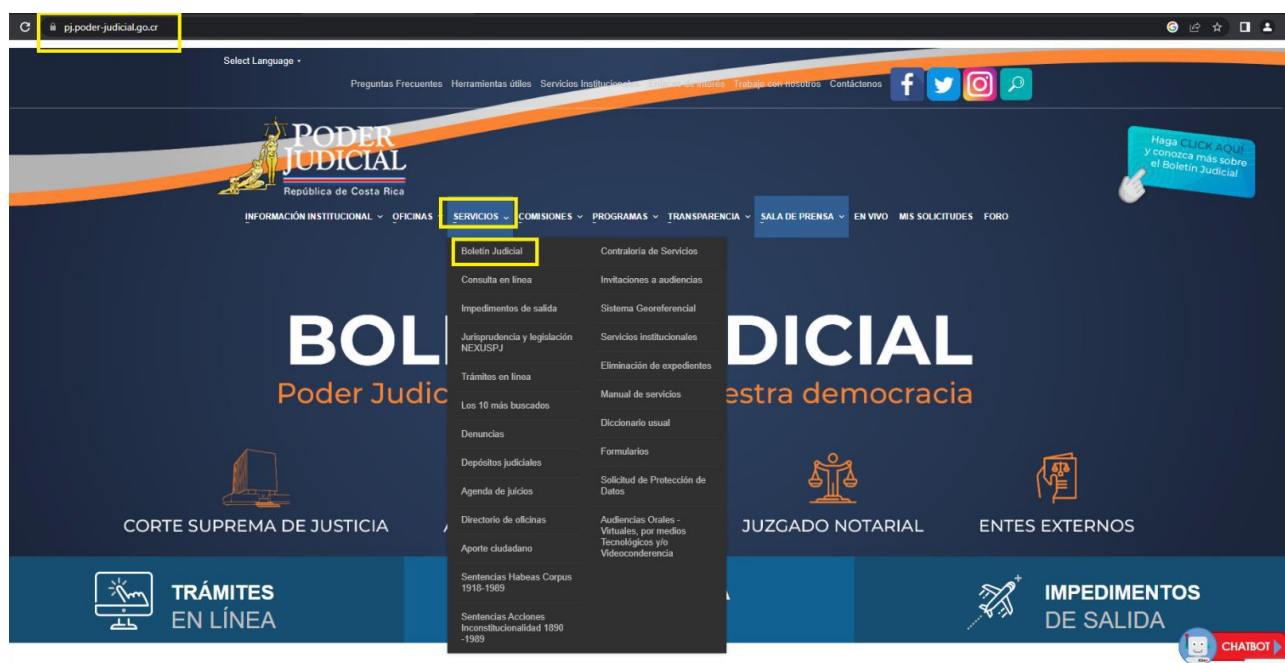 pj.poder-judicial.go.cr
Select Language
Preguntas Frecuentes Herramientas útiles Servicios Trabaje con nosotros Contáctenos
PODER
JUDICIAL
República de Costa Rica
Haga CLICK AQUÍ
y conozca más sobre
el Boletín Judicial
INFORMACIÓN INSTITUCIONAL OFICINAS SERVICIOS COMISIONES PROGRAMAS TRANSPARENCIA SALA DE PRENSA EN VIVO MIS SOLICITUDES FORO
Boletín Judicial
Consulta en línea
Impedimentos de salida
Jurisprudencia y legislación
NEXUSPJ
Trámites en línea
Los 10 más buscados
Denuncias
Depósitos judiciales
Agenda de juicios
Directorio de oficinas
Aporte ciudadano
Sentencias Habeas Corpus
1918-1989
Sentencias Acciones
Inconstitucionalidad 1890
-1989
Contraloría de Servicios
Invitaciones a audiencias
Sistema Georeferencial
Servicios institucionales
Eliminación de expedientes
Manual de servicios
Diccionario usual
Formularios
Solicitud de Protección de
Datos
Audiencias Orales -
Virtuales, por medios
Tecnológicos y/o
Videoconderencia
BOL DICIAL
Poder Judic estra democracia
CORTE SUPREMA DE JUSTICIA
JUZGADO NOTARIAL
ENTES EXTERNOS
TRÁMITES
EN LÍNEA
IMPEDIMENTOS
DE SALIDA
CHATBOT